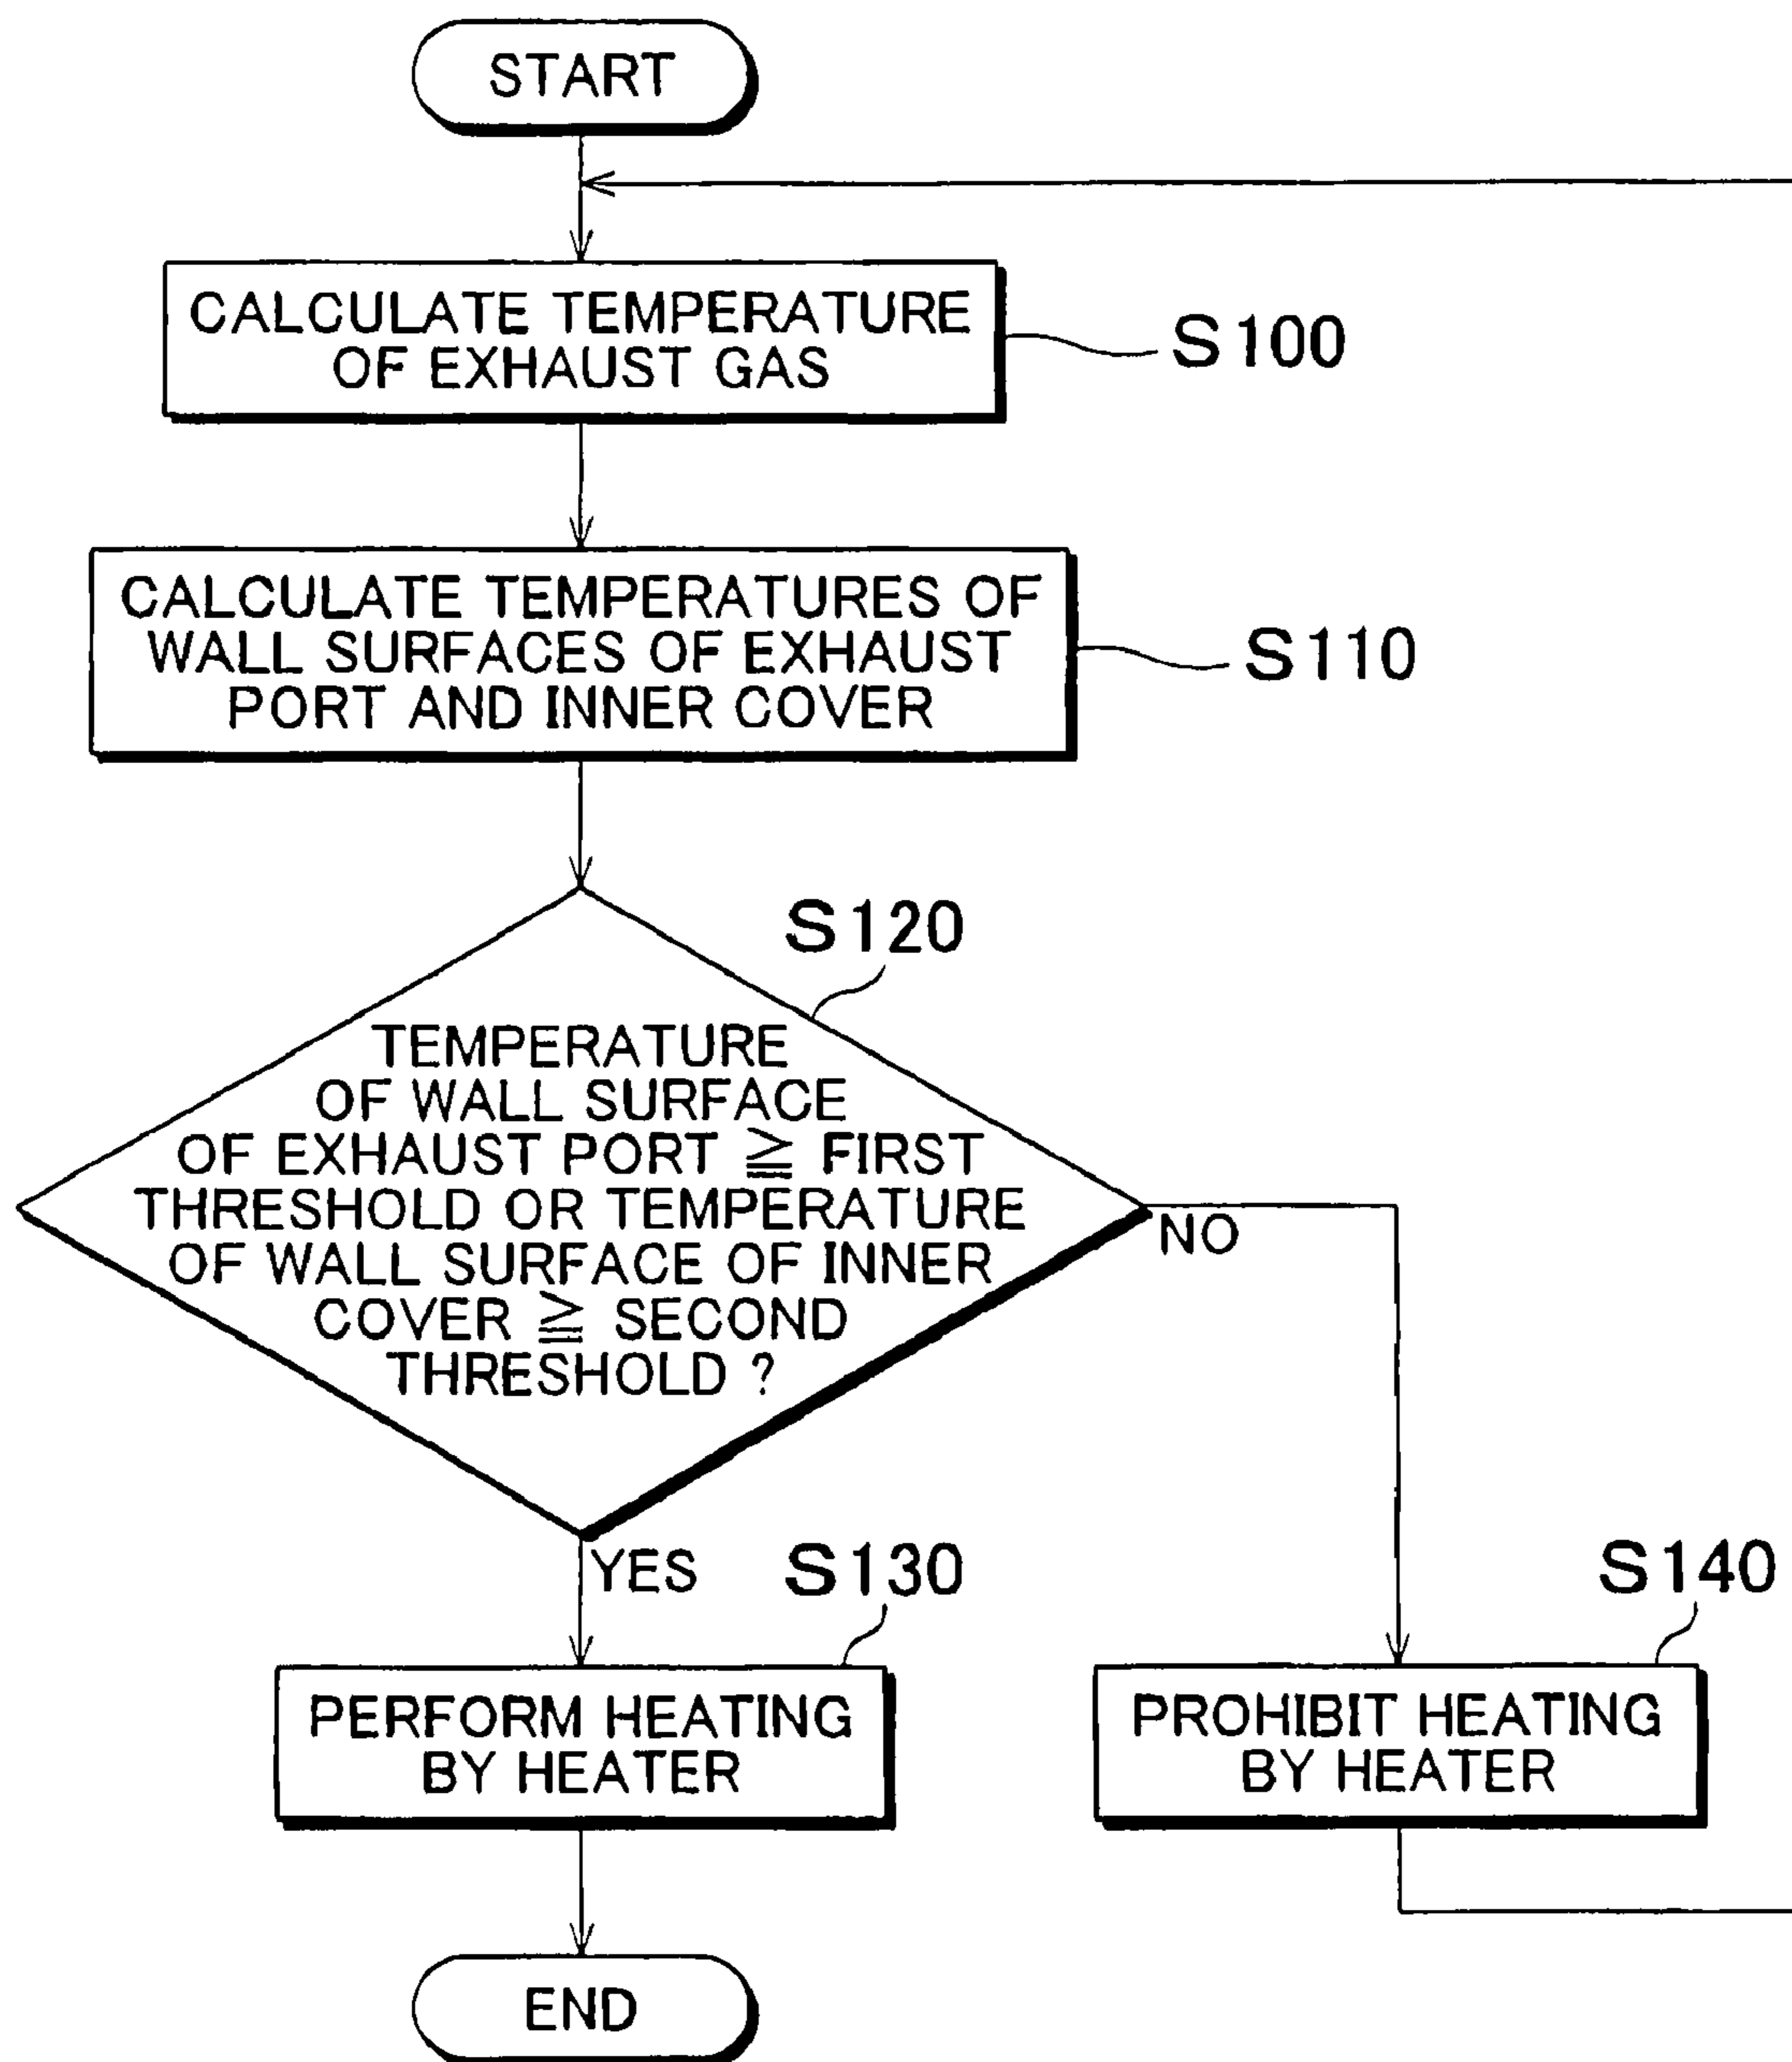 START
CALCULATE TEMPERATURE
OF EXHAUST GAS
S100
CALCULATE TEMPERATURES OF
WALL SURFACES OF EXHAUST
PORT AND INNER COVER
S110
S120
TEMPERATURE
OF WALL SURFACE
OF EXHAUST PORT ≧ FIRST
THRESHOLD OR TEMPERATURE
OF WALL SURFACE OF INNER
COVER ≧ SECOND
THRESHOLD ?
NO
YES
S130
S140
PERFORM HEATING
BY HEATER
PROHIBIT HEATING
BY HEATER
END